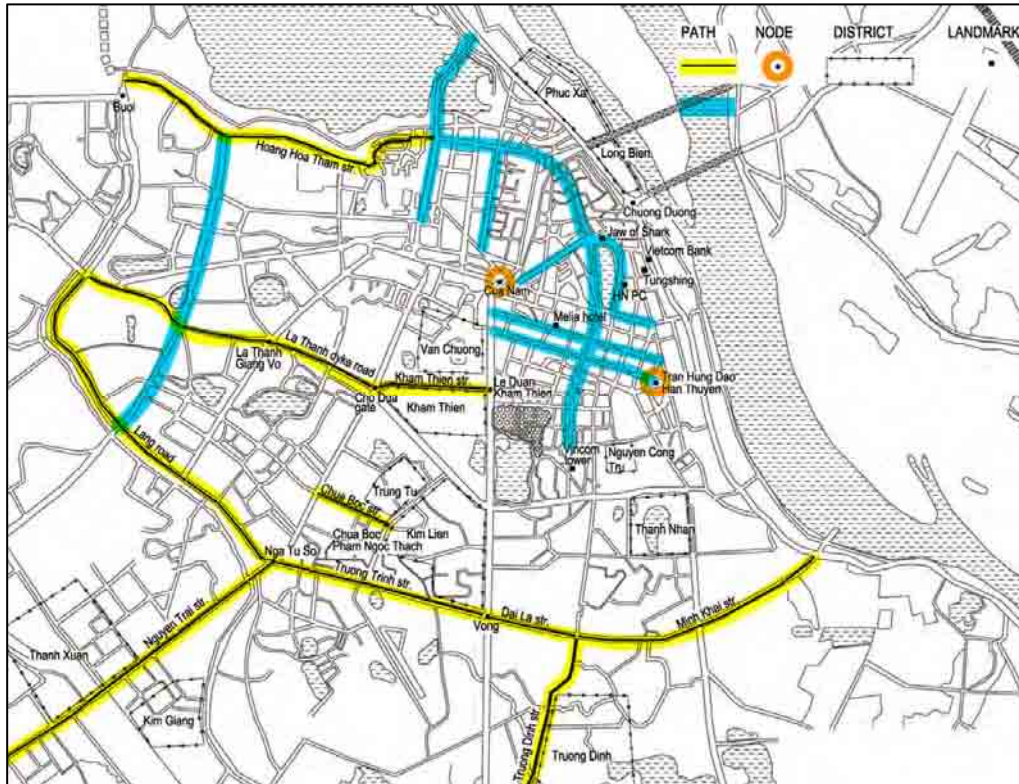 PATH NODE DISTRICT LANDMARK
Phuc Xa
Buoi
Hoang Hoa Tham str.
Long Bien
Chuong Duong
Jaw of Shark
Vietcom Bank
Tungshing
Cua Nam
HN PC
Melia hotel
La Thanh
Giang Vo
La Thanh dyka road
Van Chuong
Kham Thien str.
Le Duan
Kham Thien
Tran Hung Dao
Han Thuyen
Cho Dua
gate
Kham Thien
Lang road
Vincom
tower
Nguyen Cong
Tru
Trung Tu
Chua Boc str.
Chua Boc
Pham Ngoc Thach
Kim Lien
Thanh Nhan
Nga Tu So
Truong Trinh str.
Dai La str.
Vong
Minh Khai str.
Nguyen Trai str.
Thanh Xuan
Kim Giang
Truong Dinh str.
Truong Dinh